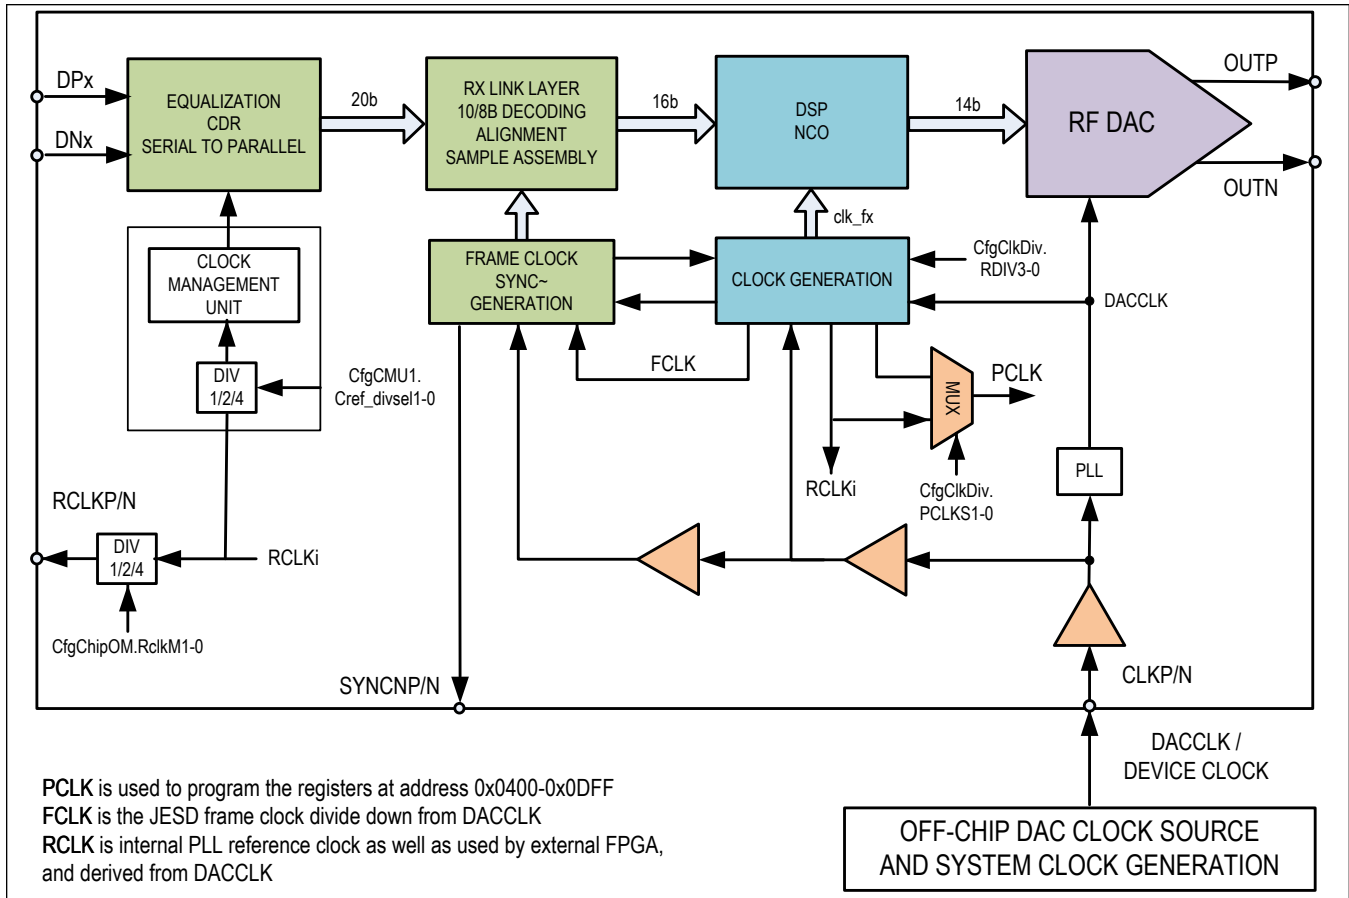 DPx
DNx
EQUALIZATION
CDR
SERIAL TO PARALLEL
20b
RX LINK LAYER
10/8B DECODING
ALIGNMENT
SAMPLE ASSEMBLY
16b
DSP
NCO
14b
RF DAC
OUTP
OUTN
CLOCK
MANAGEMENT
UNIT
DIV
1/2/4
CfgCMU1.
Cref_divsel1-0
FRAME CLOCK
SYNC~
GENERATION
clk_fx
CLOCK GENERATION
CfgClkDiv.
RDIV3-0
DACCLK
FCLK
MUX
PCLK
RCLKi
CfgClkDiv.
PCLKS1-0
PLL
RCLKP/N
DIV
1/2/4
RCLKi
CfgChipOM.RclkM1-0
SYNCNP/N
CLKP/N
DACCLK /
DEVICE CLOCK
PCLK is used to program the registers at address 0x0400-0x0DFF
FCLK is the JESD frame clock divide down from DACCLK
RCLK is internal PLL reference clock as well as used by external FPGA,
and derived from DACCLK
OFF-CHIP DAC CLOCK SOURCE
AND SYSTEM CLOCK GENERATION